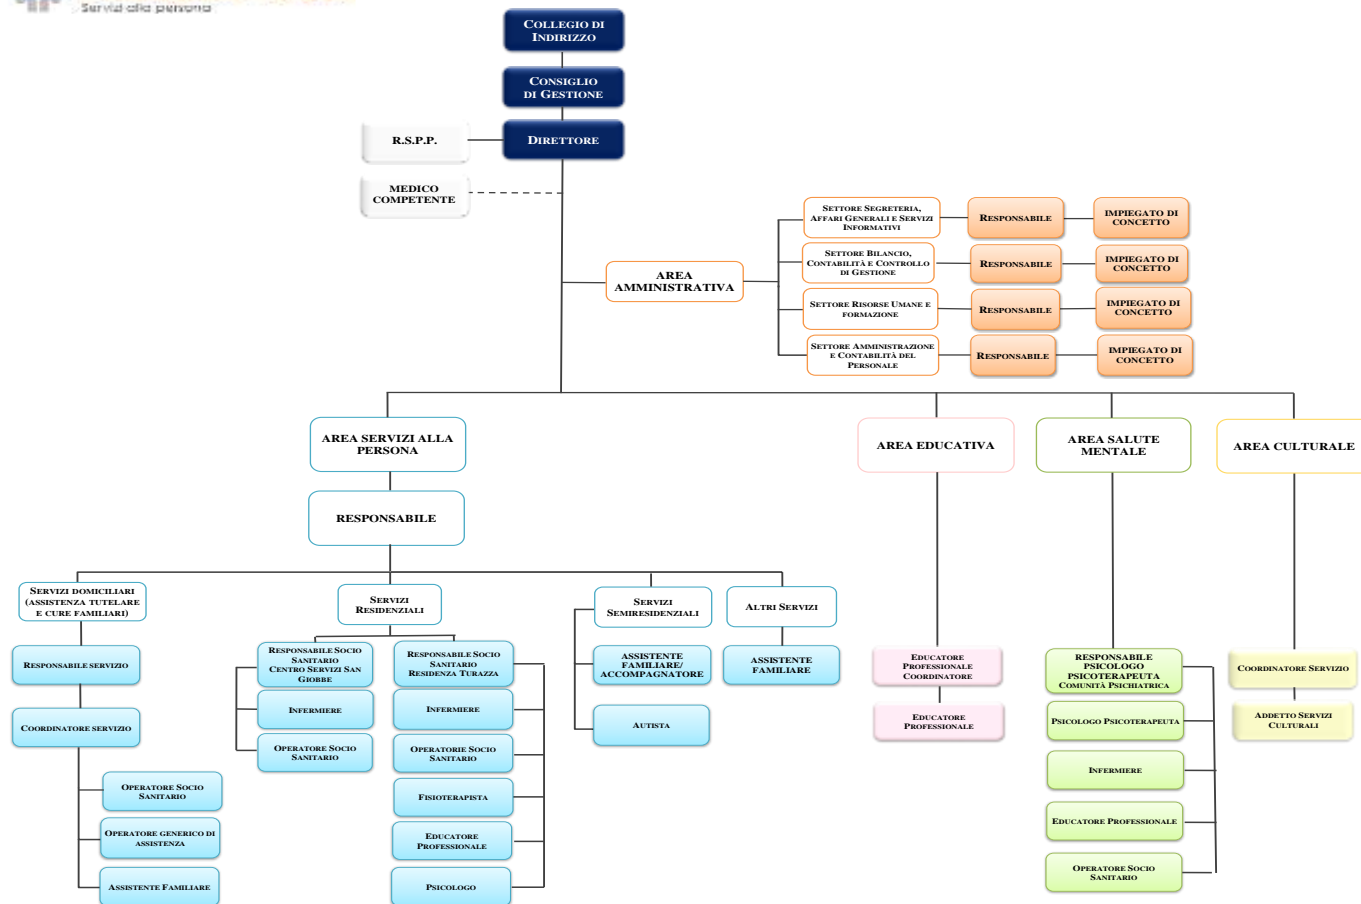 Servizi alla persona
COLLEGIO DI
INDIRIZZO
CONSIGLIO
DI GESTIONE
DIRETTORE
R.S.P.P.
MEDICO
COMPETENTE
AREA
AMMINISTRATIVA
SETTORE SEGRETERIA,
AFFARI GENERALI E SERVIZI
INFORMATIVI
RESPONSABILE
IMPIEGATO DI
CONCETTO
SETTORE BILANCIO,
CONTABILITÀ E CONTROLLO
DI GESTIONE
RESPONSABILE
IMPIEGATO DI
CONCETTO
SETTORE RISORSE UMANE E
FORMAZIONE
RESPONSABILE
IMPIEGATO DI
CONCETTO
SETTORE AMMINISTRAZIONE
E CONTABILITÀ DEL
PERSONALE
RESPONSABILE
IMPIEGATO DI
CONCETTO
AREA SERVIZI ALLA
PERSONA
AREA EDUCATIVA
AREA SALUTE
MENTALE
AREA CULTURALE
RESPONSABILE
SERVIZI DOMICILIARI
(ASSISTENZA TUTELARE
E CURE FAMILIARI)
RESPONSABILE SERVIZIO
COORDINATORE SERVIZIO
OPERATORE SOCIO
SANITARIO
OPERATORE GENERICO DI
ASSISTENZA
ASSISTENTE FAMILIARE
SERVIZI
RESIDENZIALI
RESPONSABILE SOCIO
SANITARIO
CENTRO SERVIZI SAN
GIOBBE
INFERMIERE
OPERATORE SOCIO
SANITARIO
RESPONSABILE SOCIO
SANITARIO
RESIDENZA TURAZZA
INFERMIERE
OPERATORIE SOCIO
SANITARIO
FISIOTERAPISTA
EDUCATORE
PROFESSIONALE
PSICOLOGO
SERVIZI
SEMIRESIDENZIALI
ASSISTENTE
FAMILIARE/
ACCOMPAGNATORE
AUTISTA
ALTRI SERVIZI
ASSISTENTE
FAMILIARE
EDUCATORE
PROFESSIONALE
COORDINATORE
EDUCATORE
PROFESSIONALE
RESPONSABILE
PSICOLOGO
PSICOTERAPEUTA
COMUNITÀ PSICHIATRICA
PSICOLOGO PSICOTERAPEUTA
INFERMIERE
EDUCATORE PROFESSIONALE
OPERATORE SOCIO
SANITARIO
COORDINATORE SERVIZIO
ADDETTO SERVIZI
CULTURALI